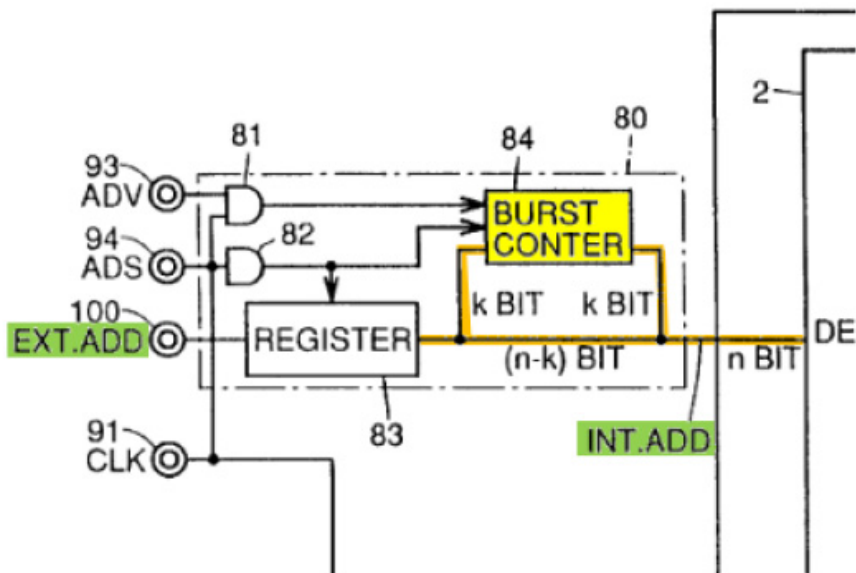 81
80
93
ADV
84
2
BURST
CONTER
94
ADS
82
100
EXT.ADD
REGISTER
k BIT
k BIT
(n-k) BIT
n BIT
DE
83
INT.ADD
91
CLK